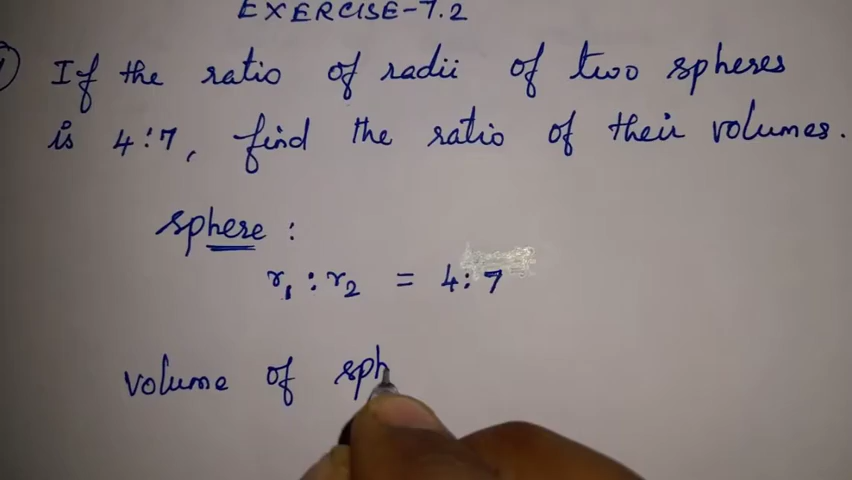 EXERCISE-7.2
If the ratio of radii of two spheres
is 4:7, find the ratio of their volumes.
sphere :
r₁ : r₂ = 4:7
volume of sph